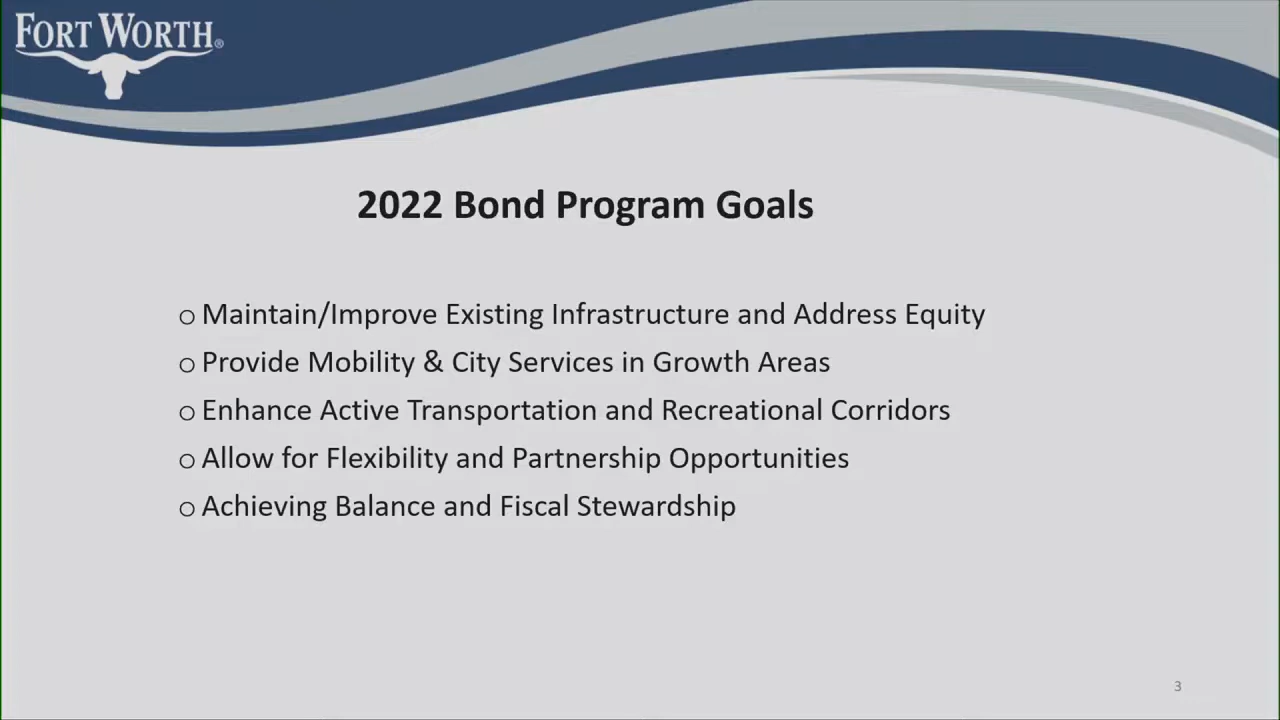 FORT WORTH®
2022 Bond Program Goals
o Maintain/Improve Existing Infrastructure and Address Equity
o Provide Mobility & City Services in Growth Areas
o Enhance Active Transportation and Recreational Corridors
o Allow for Flexibility and Partnership Opportunities
o Achieving Balance and Fiscal Stewardship
3